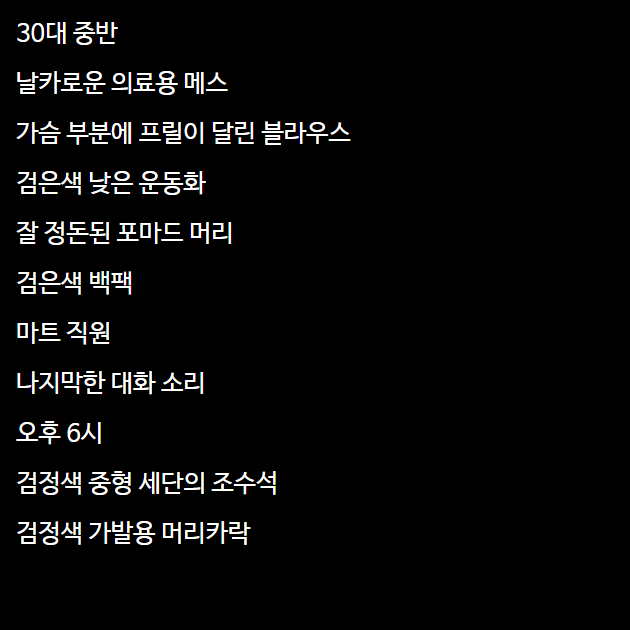 30대 중반
날카로운 의료용 메스
가슴 부분에 프릴이 달린 블라우스
검은색 낮은 운동화
잘 정돈된 포마드 머리
검은색 백팩
마트 직원
나지막한 대화 소리
오후 6시
검정색 중형 세단의 조수석
검정색 가발용 머리카락